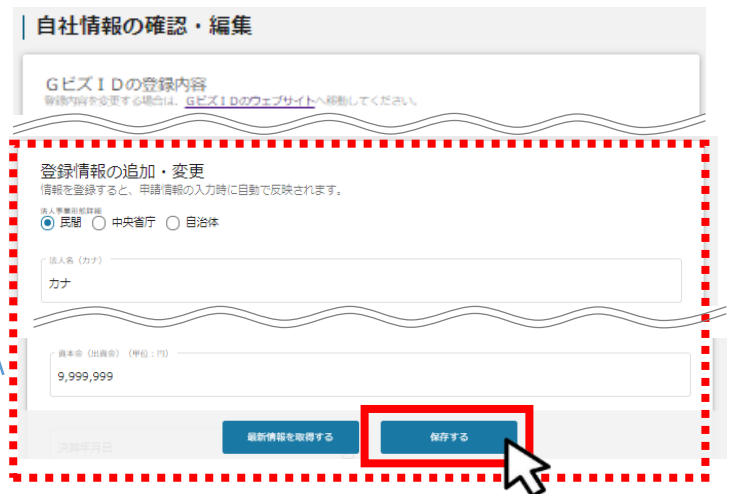 自社情報の確認・編集
GビズIDの登録内容
登録内容を変更する場合は、GビズIDのウェブサイトへ移動してください。
登録情報の追加・変更
情報を登録すると、申請情報の入力時に自動で反映されます。
法人事業形態詳細
民間 中央省庁 自治体
法人名（カナ）
カナ
資本金（出資金）（単位：円）
9,999,999
決算年月日
最新情報を取得する 保存する